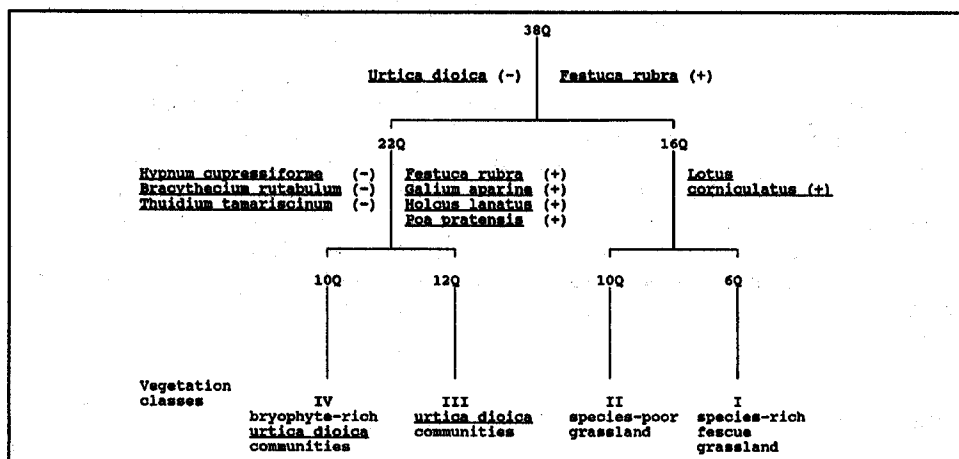 38Q
Urtica dioica (-) Festuca rubra (+)
22Q 16Q
Hypnum cupressiforme (-) Festuca rubra (+) Lotus
Bracythecium rutabulum (-) Galium aparine (+) corniculatus (+)
Thuidium tamariscinum (-) Holcus lanatus (+)
Poa pratensis (+)
10Q 12Q 10Q 6Q
Vegetation
classes IV III II I
bryophyte-rich urtica dioica species-poor species-rich
urtica dioica communities grassland fescue
communities grassland